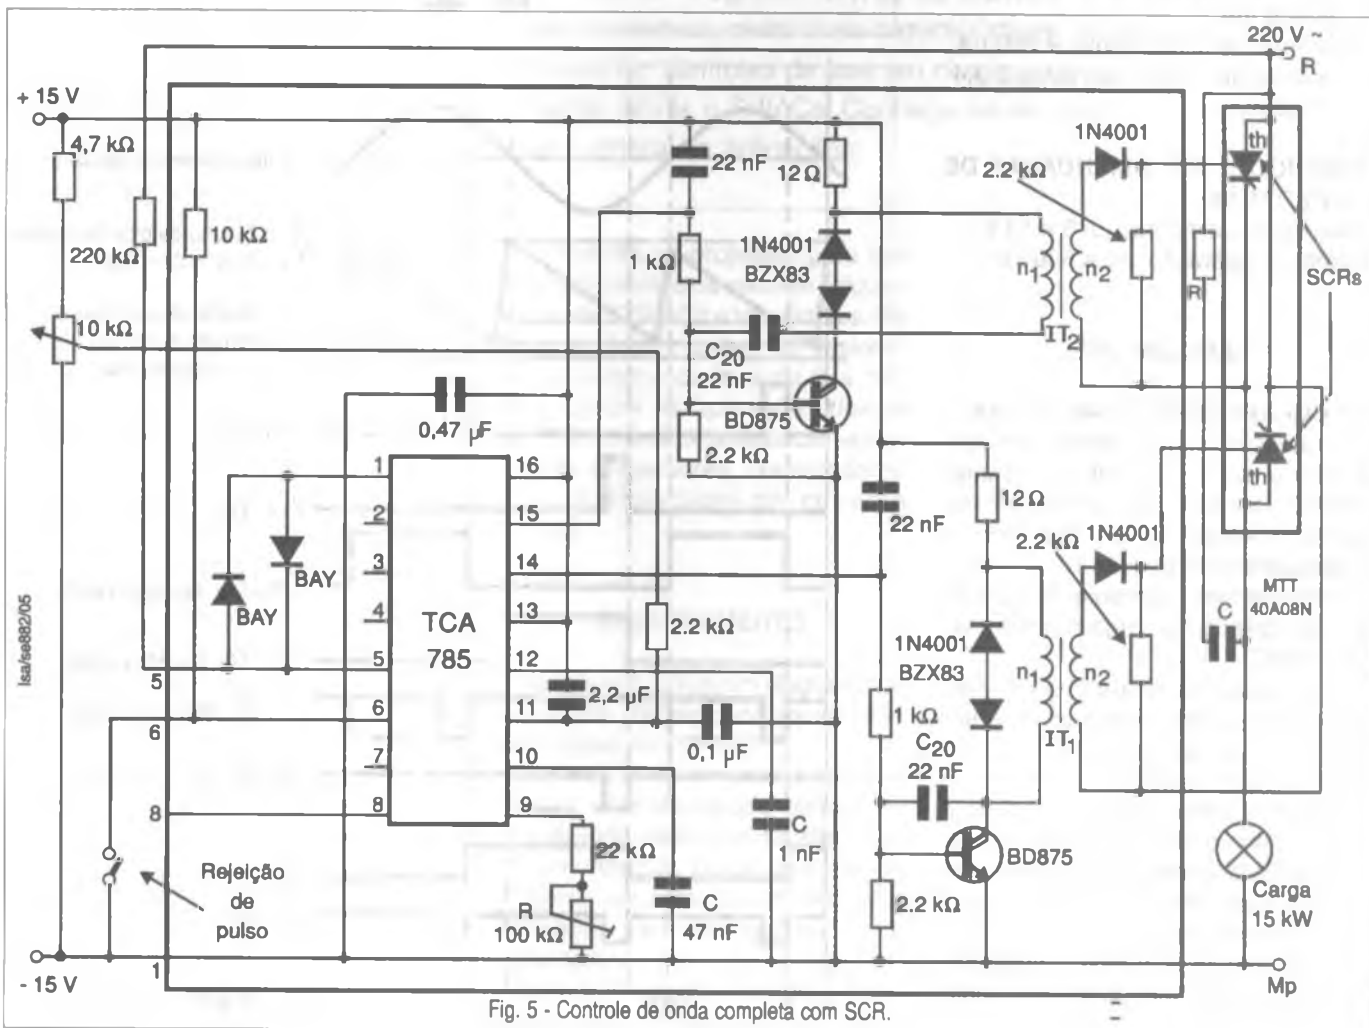 220 V ~
R
+ 15 V
4,7 kΩ
220 kΩ
10 kΩ
10 kΩ
22 nF
12 Ω
1N4001
2.2 kΩ
th
1 kΩ
1N4001
BZX83
n1
n2
R
SCRs
IT2
C20
22 nF
0,47 µF
BD875
2.2 kΩ
th
22 nF
12 Ω
2.2 kΩ
1N4001
MTT
40A08N
C
1
2
3
4
5
6
7
8
16
15
14
13
12
11
10
9
TCA
785
BAY
BAY
5
6
8
1
2.2 kΩ
2,2 µF
0,1 µF
1N4001
BZX83
n1
n2
IT1
1 kΩ
C20
22 nF
BD875
2.2 kΩ
C
1 nF
22 kΩ
R
100 kΩ
C
47 nF
Rejeição
de
pulso
Carga
15 kW
- 15 V
Mp
lsa/se882/05
Fig. 5 - Controle de onda completa com SCR.